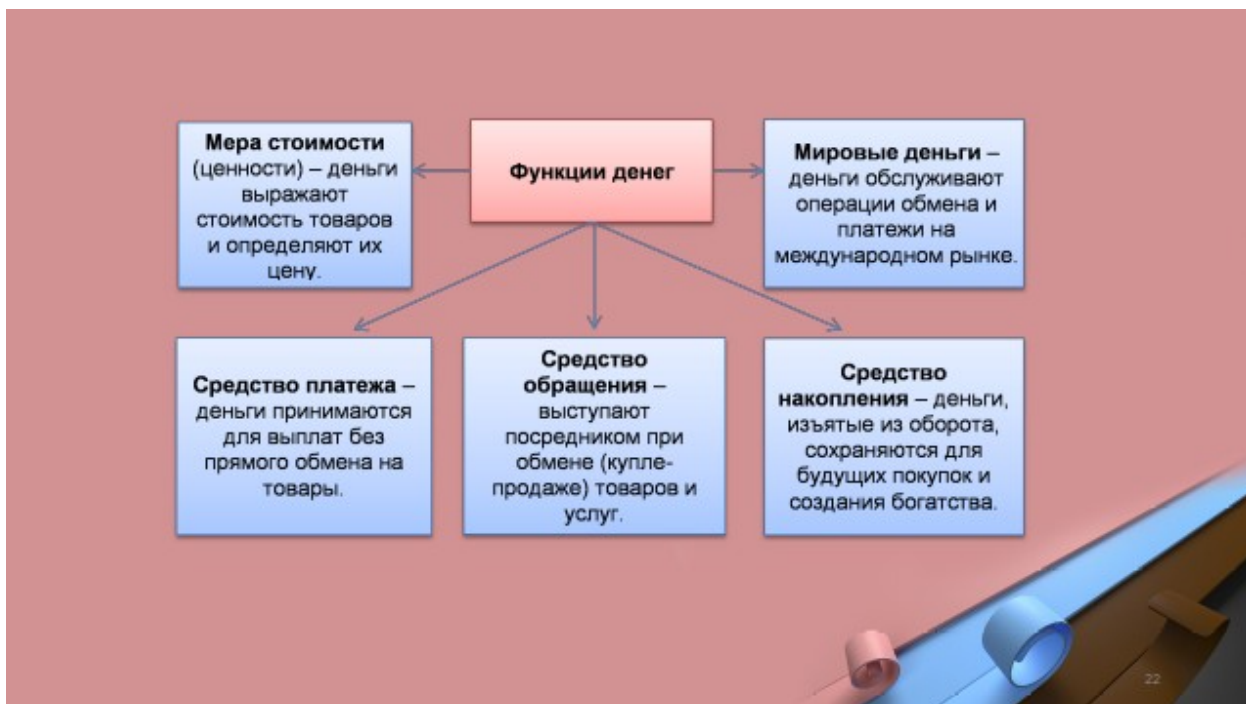 Мера стоимости
(ценности) – деньги
выражают
стоимость товаров
и определяют их
цену.
Функции денег
Мировые деньги –
деньги обслуживают
операции обмена и
платежи на
международном рынке.
Средство платежа –
деньги принимаются
для выплат без
прямого обмена на
товары.
Средство
обращения –
выступают
посредником при
обмене (купле-
продаже) товаров и
услуг.
Средство
накопления – деньги,
изъятые из оборота,
сохраняются для
будущих покупок и
создания богатства.
22